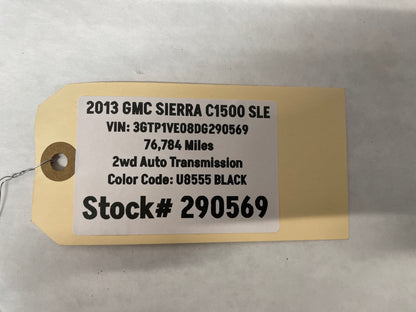 2013 GMC SIERRA C1500 SLE
VIN: 3GTP1VE08DG290569
76,784 Miles
2wd Auto Transmission
Color Code: U8555 BLACK
Stock# 290569